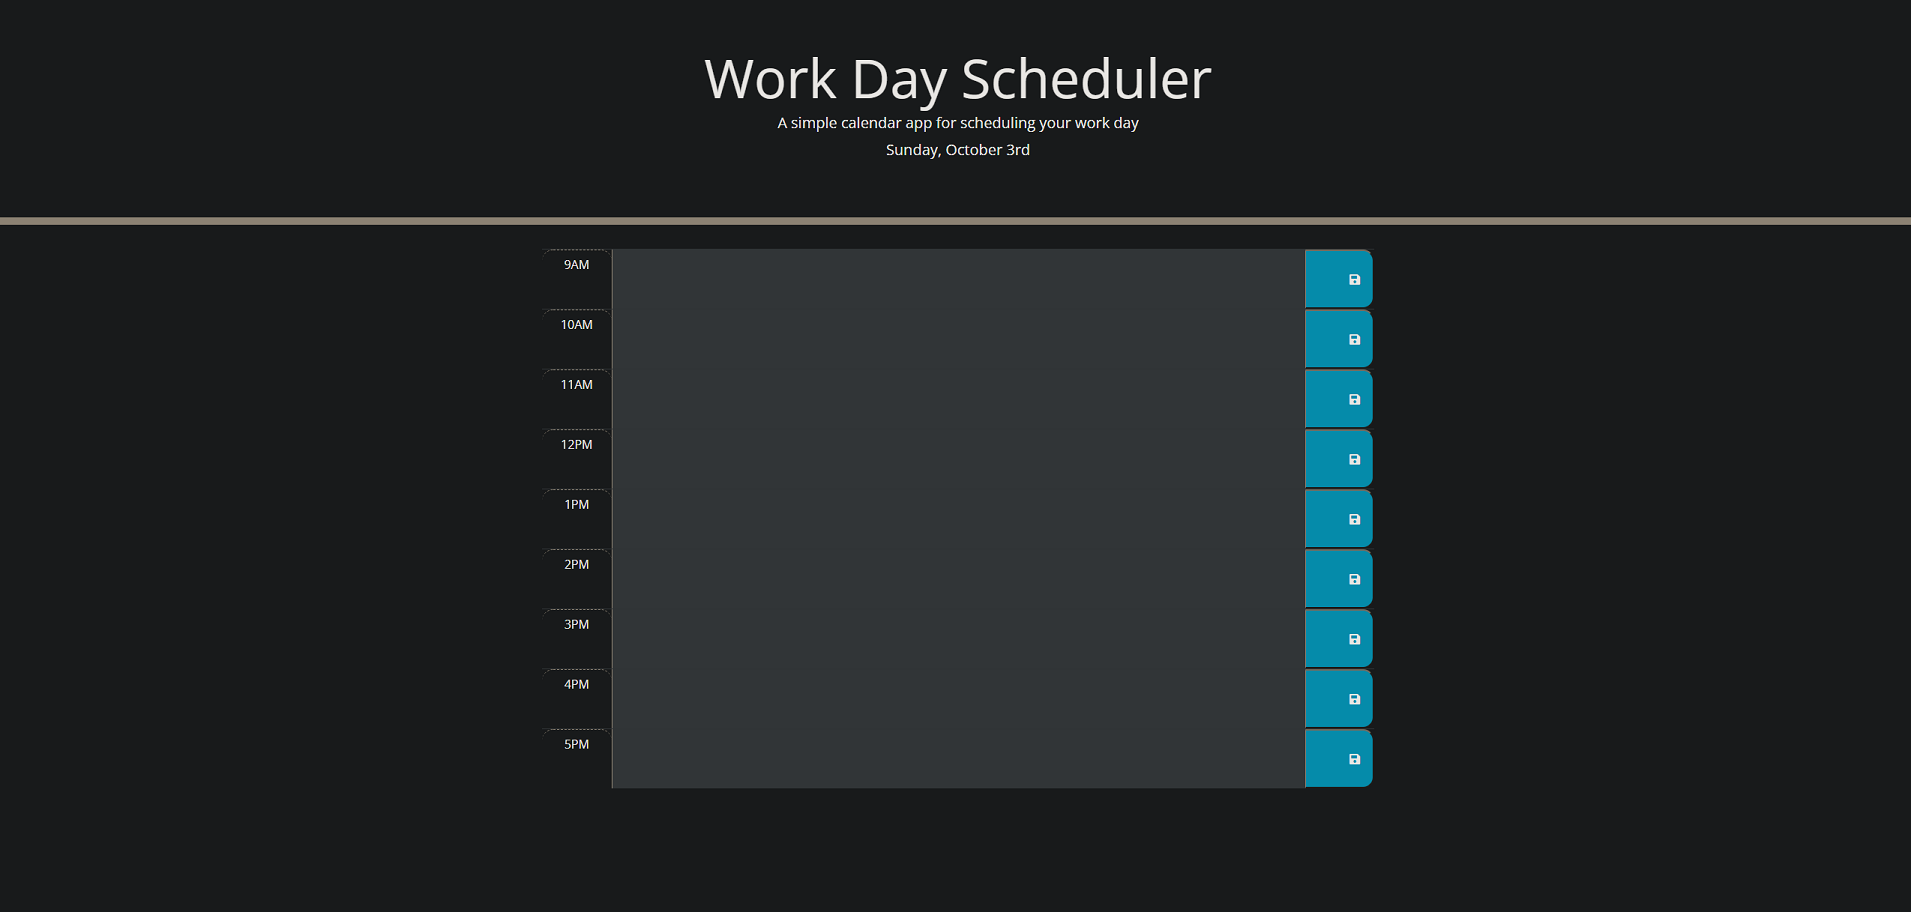 Work Day Scheduler
A simple calendar app for scheduling your work day
Sunday, October 3rd
9AM
10AM
11AM
12PM
1PM
2PM
3PM
4PM
5PM